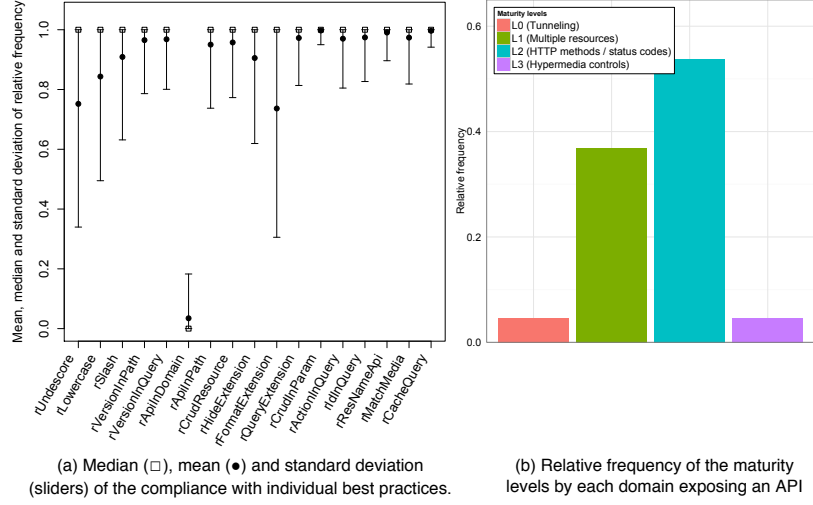 Mean, median and standard deviation of relative frequency
1.0
0.8
0.6
0.4
0.2
0.0
rUndescore
rLowercase
rSlash
rVersionInPath
rVersionInQuery
rApiInDomain
rApiInPath
rCrudResource
rHideExtension
rFormatExtension
rQueryExtension
rCrudInParam
rActionInQuery
rIdInQuery
rResNameApi
rMatchMedia
rCacheQuery
(a) Median (□), mean (●) and standard deviation
(sliders) of the compliance with individual best practices.
Relative frequency
0.6
0.4
0.2
0.0
Maturity levels
L0 (Tunneling)
L1 (Multiple resources)
L2 (HTTP methods / status codes)
L3 (Hypermedia controls)
(b) Relative frequency of the maturity
levels by each domain exposing an API